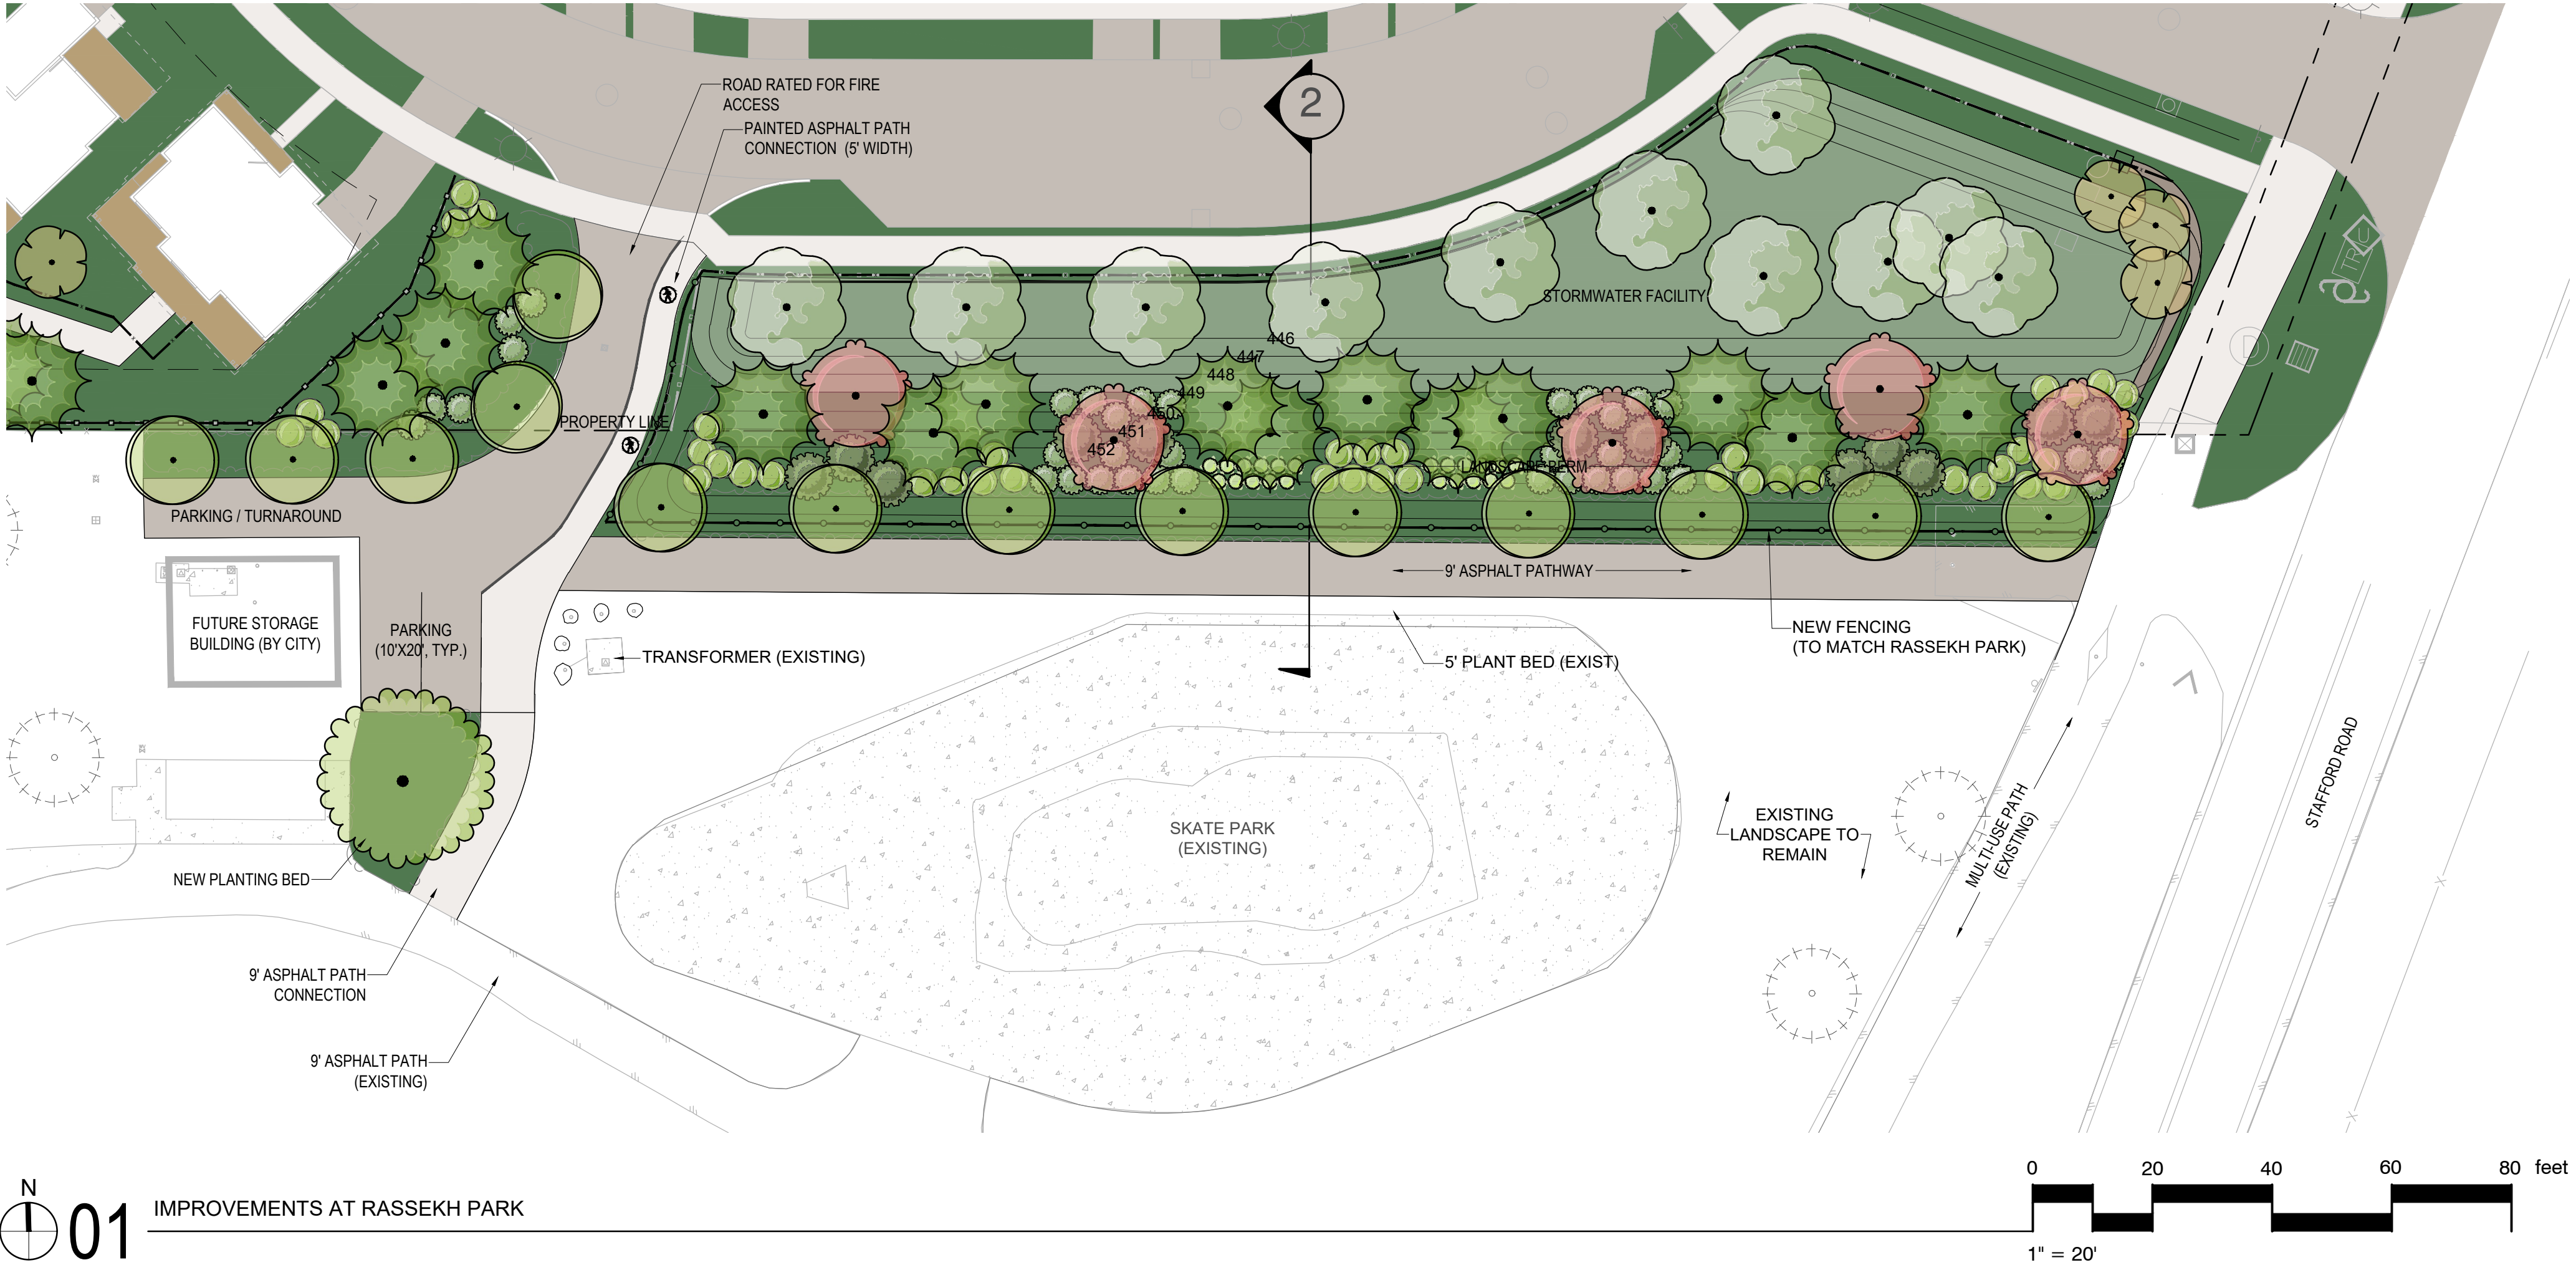 ROAD RATED FOR FIRE
ACCESS
PAINTED ASPHALT PATH
CONNECTION (5' WIDTH)
2
STORMWATER FACILITY
446
447
448
449
450
451
452
PROPERTY LINE
LANDSCAPE BERM
PARKING / TURNAROUND
9' ASPHALT PATHWAY
FUTURE STORAGE
BUILDING (BY CITY)
PARKING
(10'X20', TYP.)
TRANSFORMER (EXISTING)
5' PLANT BED (EXIST)
NEW FENCING
(TO MATCH RASSEKH PARK)
SKATE PARK
(EXISTING)
EXISTING
LANDSCAPE TO
REMAIN
MULTI-USE PATH
(EXISTING)
STAFFORD ROAD
NEW PLANTING BED
9' ASPHALT PATH
CONNECTION
9' ASPHALT PATH
(EXISTING)
U
TR
D
N
01
IMPROVEMENTS AT RASSEKH PARK
0 20 40 60 80 feet
1" = 20'